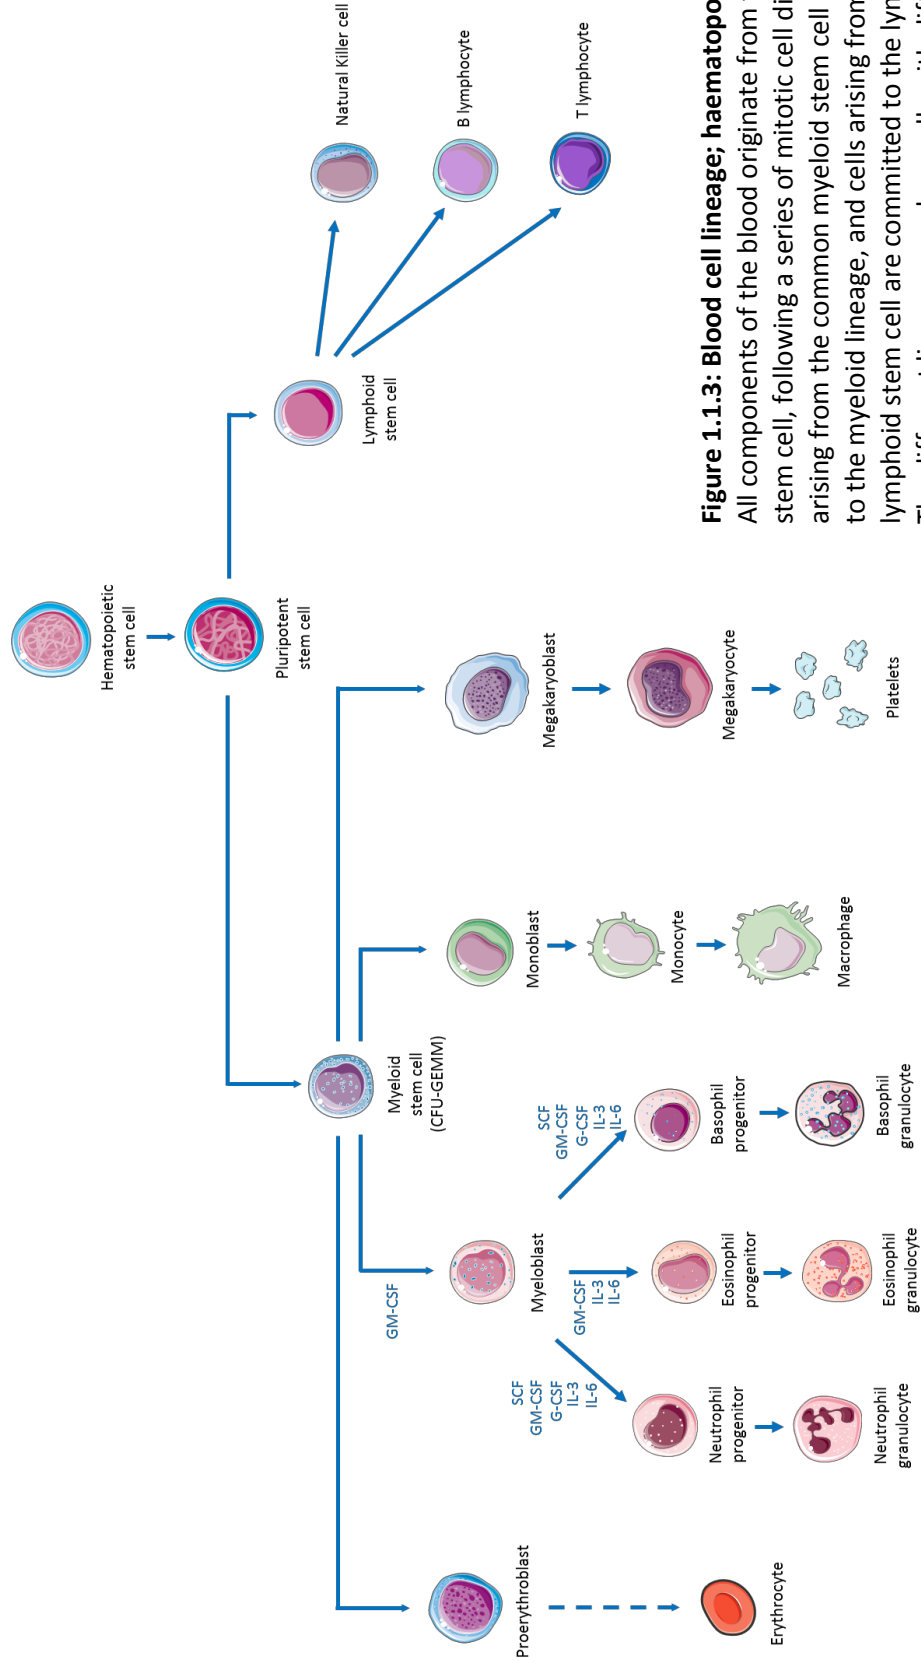 Hematopoietic
stem cell
Pluripotent
stem cell
Myeloid
stem cell
(CFU-GEMM)
Lymphoid
stem cell
Natural Killer cell
B lymphocyte
T lymphocyte
GM-CSF
Proerythroblast
Myeloblast
Monoblast
Megakaryoblast
SCF
GM-CSF
G-CSF
IL-3
IL-6
GM-CSF
IL-3
IL-6
SCF
GM-CSF
G-CSF
IL-3
IL-6
Erythrocyte
Neutrophil
progenitor
Eosinophil
progenitor
Basophil
progenitor
Monocyte
Megakaryocyte
Neutrophil
granulocyte
Eosinophil
granulocyte
Basophil
granulocyte
Macrophage
Platelets
Figure 1.1.3: Blood cell lineage; haematopo
All components of the blood originate from
stem cell, following a series of mitotic cell di
arising from the common myeloid stem cell
to the myeloid lineage, and cells arising from
lymphoid stem cell are committed to the lyn